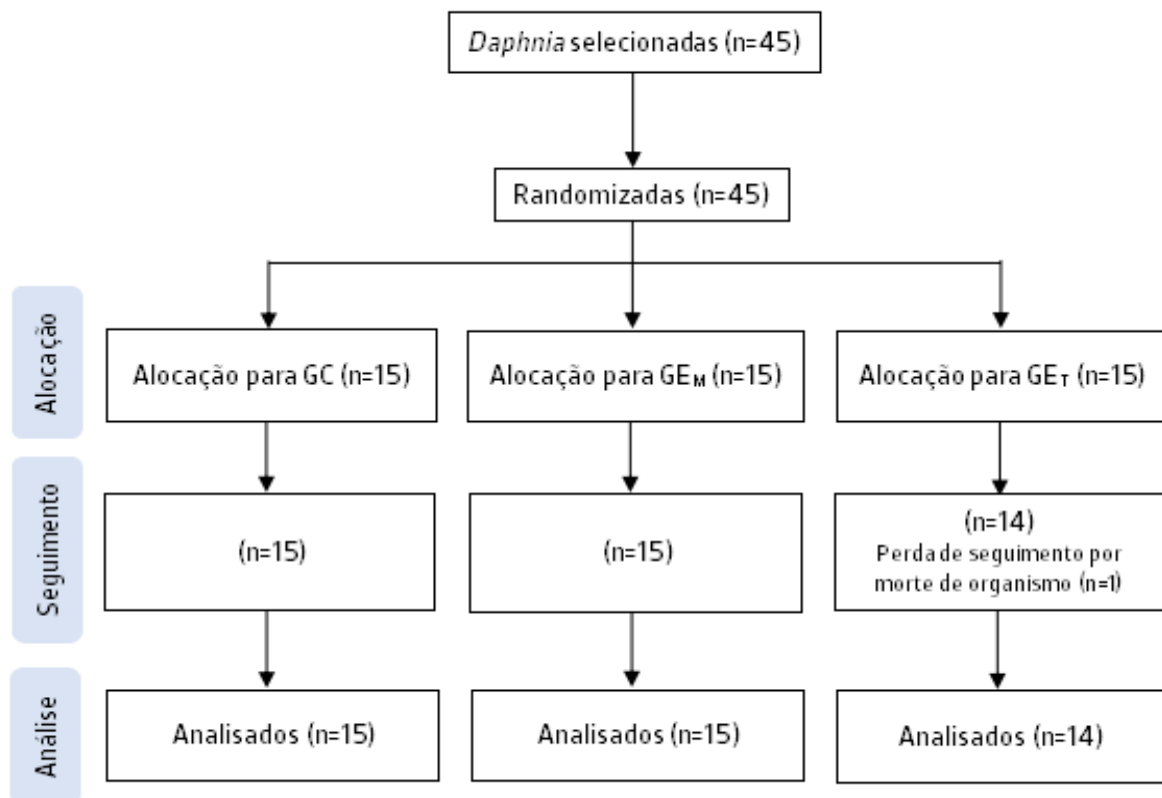 Daphnia selecionadas (n=45)
Randomizadas (n=45)
Alocação
Alocação para GC (n=15)
Alocação para GEM (n=15)
Alocação para GET (n=15)
Seguimento
(n=15)
(n=15)
(n=14)
Perda de seguimento por
morte de organismo (n=1)
Análise
Analisados (n=15)
Analisados (n=15)
Analisados (n=14)